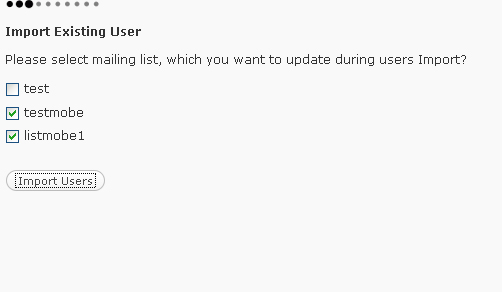 Import Existing User
Please select mailing list, which you want to update during users Import?
test
testmobe
listmobe1
Import Users